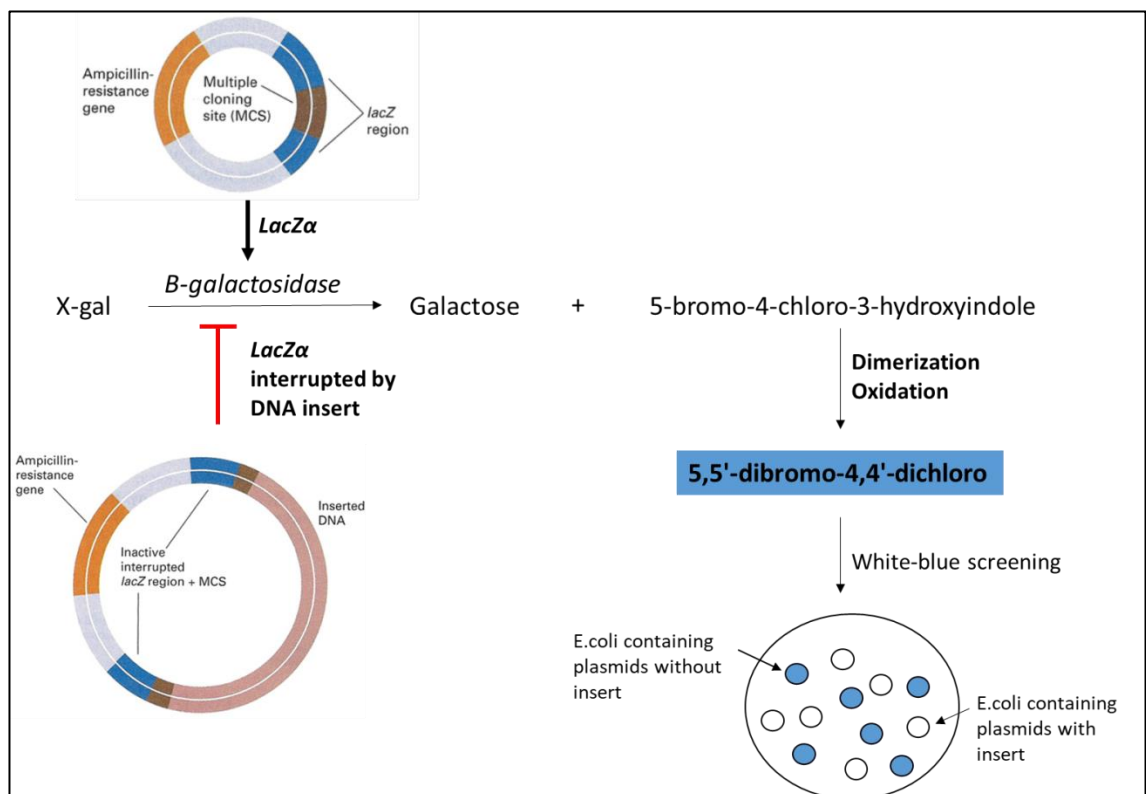 Ampicillin-
resistance
gene
Multiple
cloning
site (MCS)
lacZ
region
LacZα
B-galactosidase
X-gal
Galactose
+
5-bromo-4-chloro-3-hydroxyindole
LacZα
interrupted by
DNA insert
Dimerization
Oxidation
5,5'-dibromo-4,4'-dichloro
White-blue screening
Ampicillin-
resistance
gene
Inserted
DNA
Inactive
interrupted
lacZ region + MCS
E.coli containing
plasmids without
insert
E.coli containing
plasmids with
insert